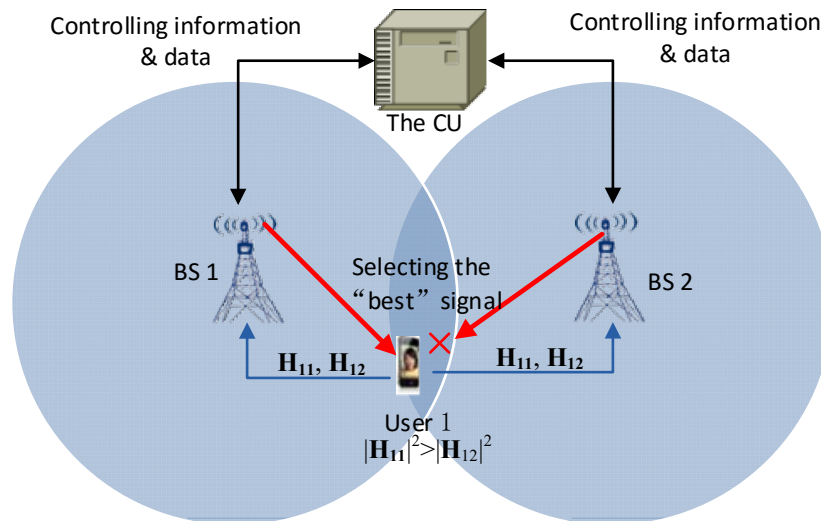 Controlling information
& data
Controlling information
& data
The CU
BS 1
Selecting the
“best” signal
BS 2
H11, H12
H11, H12
User 1
|H11|²>|H12|²